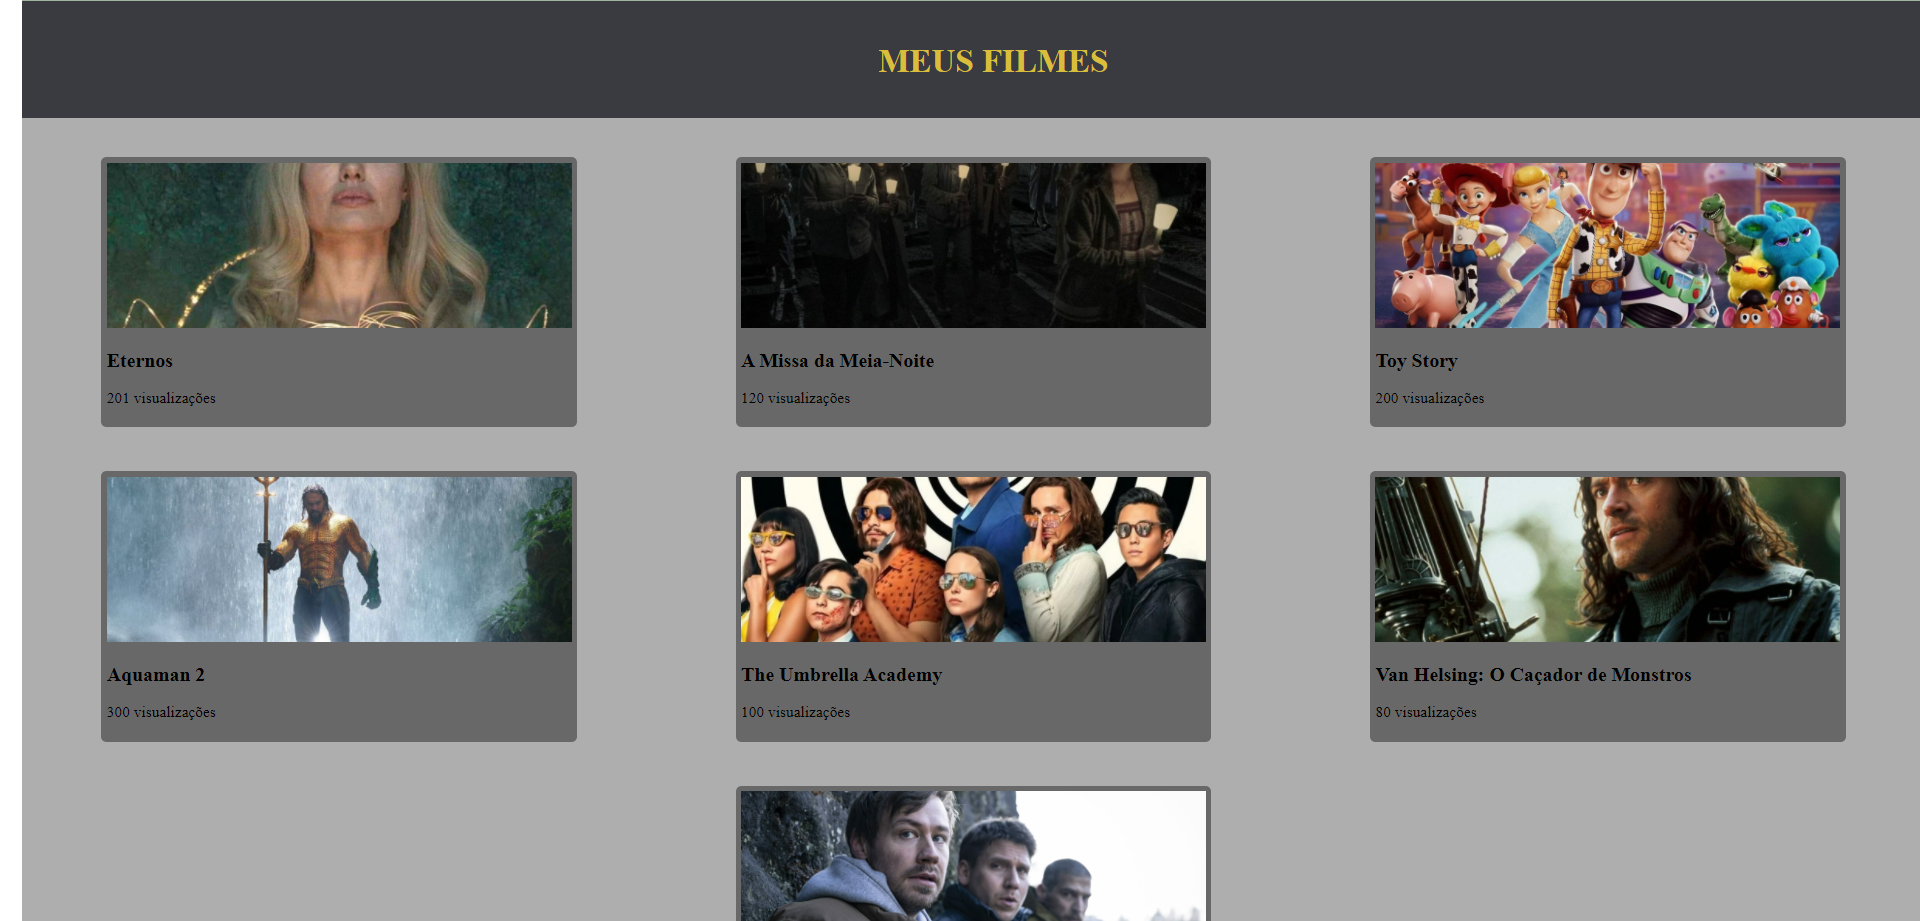 MEUS FILMES
Eternos
201 visualizações
A Missa da Meia-Noite
120 visualizações
Toy Story
200 visualizações
Aquaman 2
300 visualizações
The Umbrella Academy
100 visualizações
Van Helsing: O Caçador de Monstros
80 visualizações